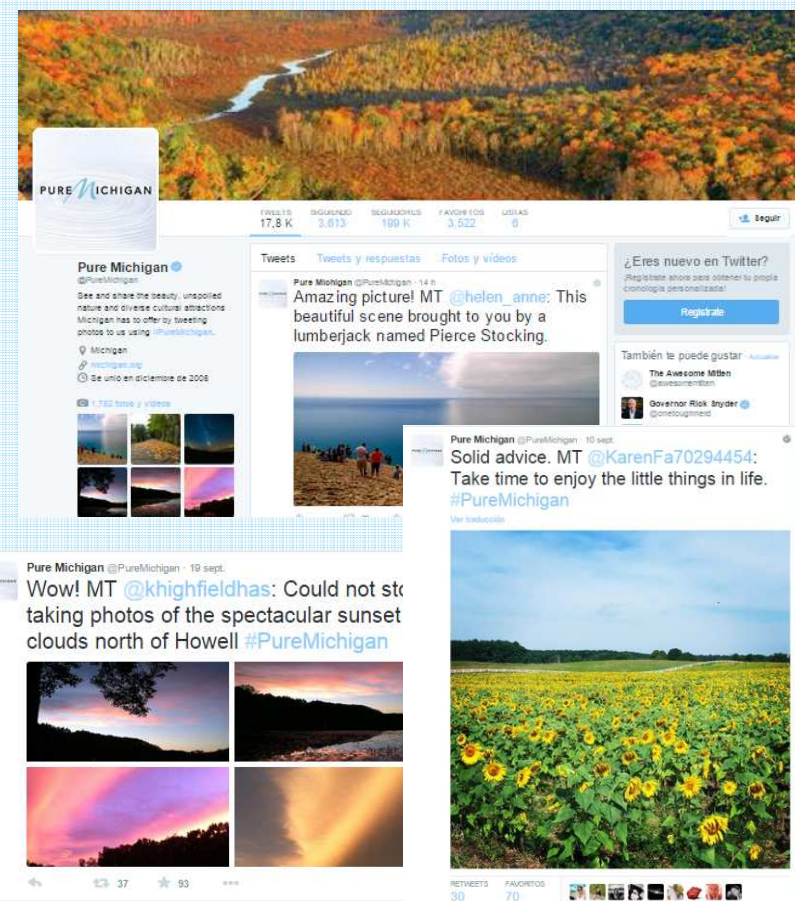 PURE MICHIGAN
TWEETS SIGUIENDO SEGUIDORES FAVORITOS LISTAS
17,8 K 3.613 199 K 3.522 6
Seguir
Pure Michigan
@PureMichigan
See and share the beauty, unspoiled
nature and diverse cultural attractions
Michigan has to offer by tweeting
photos to us using #PureMichigan.
Michigan
michigan.org
Se unió en diciembre de 2008
1.782 fotos y vídeos
Tweets Tweets y respuestas Fotos y vídeos
Pure Michigan @PureMichigan · 14 h
Amazing picture! MT @helen_anne: This
beautiful scene brought to you by a
lumberjack named Pierce Stocking.
¿Eres nuevo en Twitter?
¡Regístrate ahora para obtener tu propia
cronología personalizada!
Regístrate
También te puede gustar · Actualizar
The Awesome Mitten
@awesomemitten
Governor Rick Snyder
@onetoughnerd
Pure Michigan @PureMichigan · 10 sept.
Solid advice. MT @KarenFa70294454:
Take time to enjoy the little things in life.
#PureMichigan
Ver traducción
RETWEETS FAVORITOS
30 70
Pure Michigan @PureMichigan · 19 sept.
Wow! MT @khighfieldhas: Could not sto
taking photos of the spectacular sunset
clouds north of Howell #PureMichigan
37 93